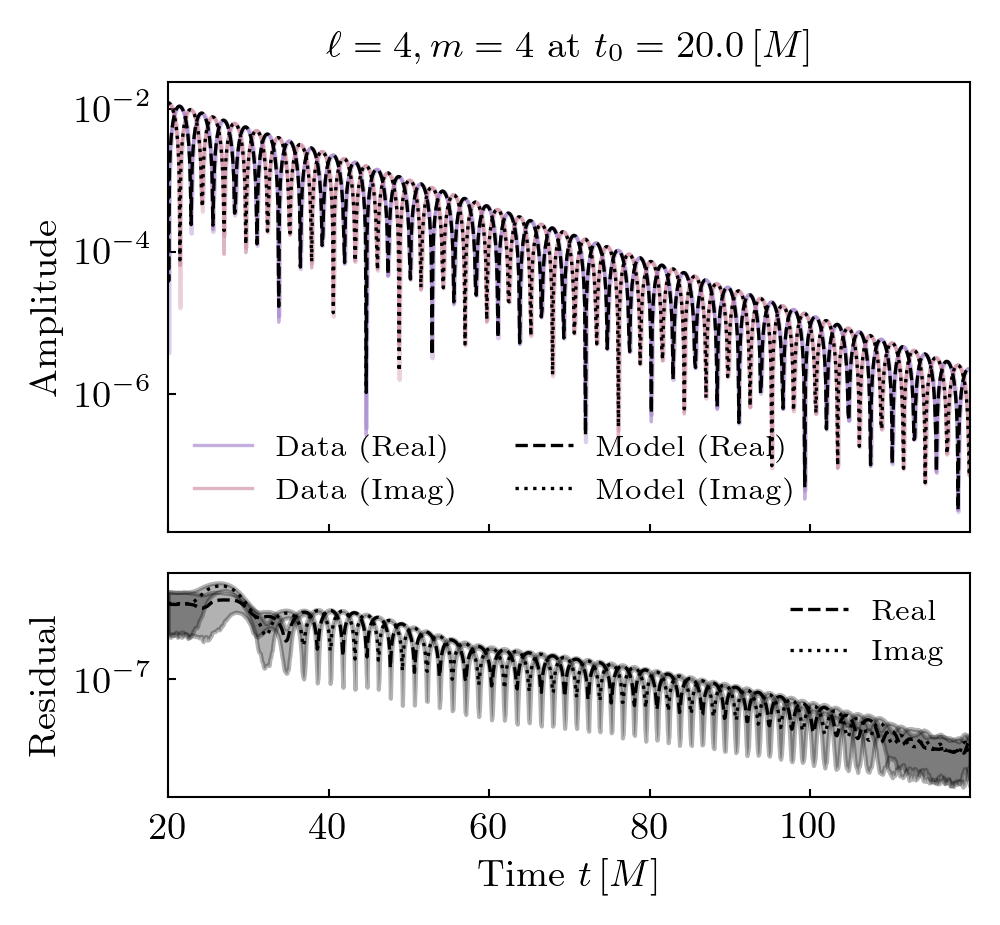 ℓ = 4, m = 4 at t₀ = 20.0 [M]
10⁻²
10⁻⁴
10⁻⁶
Amplitude
Data (Real)
Data (Imag)
Model (Real)
Model (Imag)
Residual
10⁻⁷
Real
Imag
20 40 60 80 100
Time t [M]